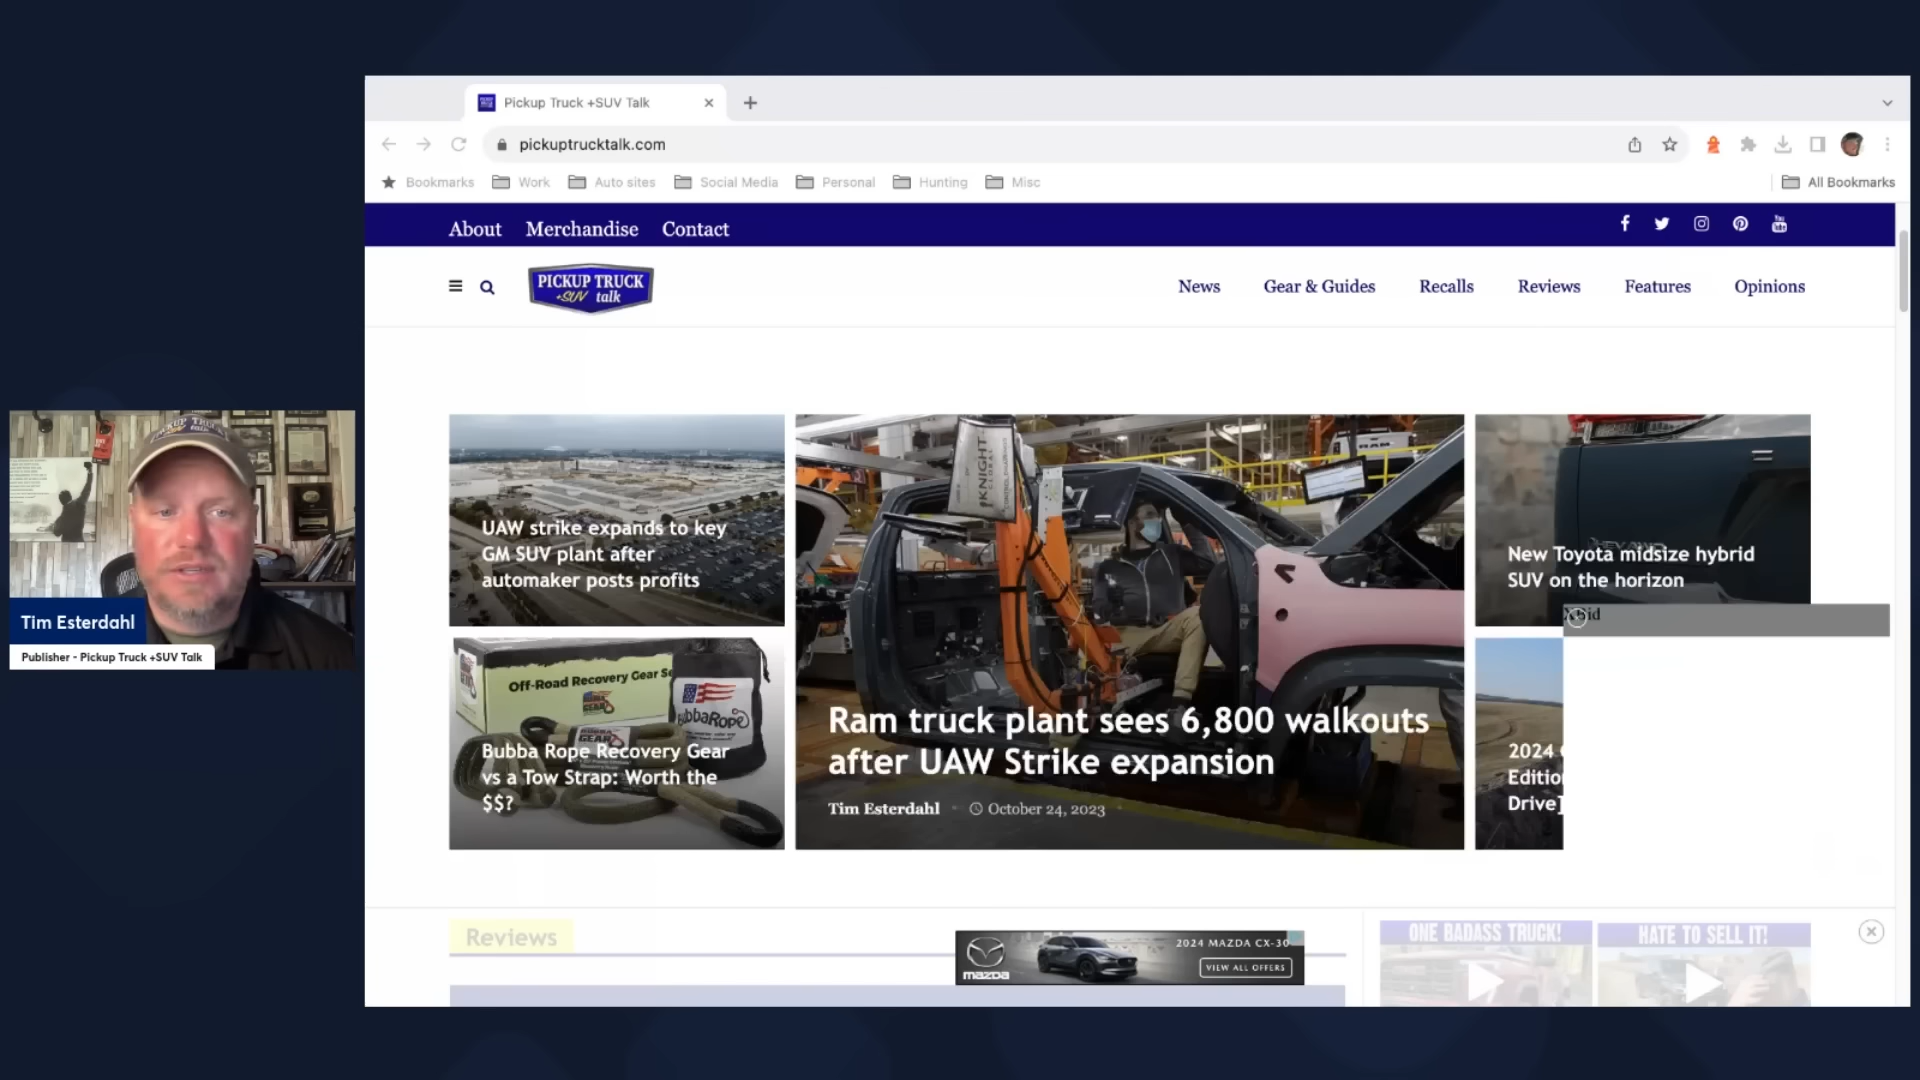 Pickup Truck +SUV Talk
pickuptrucktalk.com
Bookmarks Work Auto sites Social Media Personal Hunting Misc All Bookmarks
About Merchandise Contact
PICKUP TRUCK
+SUV talk
News Gear & Guides Recalls Reviews Features Opinions
UAW strike expands to key
GM SUV plant after
automaker posts profits
Off-Road Recovery Gear Se
BubbaRope
Bubba Rope Recovery Gear
vs a Tow Strap: Worth the
$$?
KNIGHT
GLOBAL
RAM
Ram truck plant sees 6,800 walkouts
after UAW Strike expansion
Tim Esterdahl October 24, 2023
New Toyota midsize hybrid
SUV on the horizon
2024
Editio
Drive]
Tim Esterdahl
Publisher - Pickup Truck +SUV Talk
Reviews
mazda
2024 MAZDA CX-30
VIEW ALL OFFERS
ONE BADASS TRUCK!
HATE TO SELL IT!